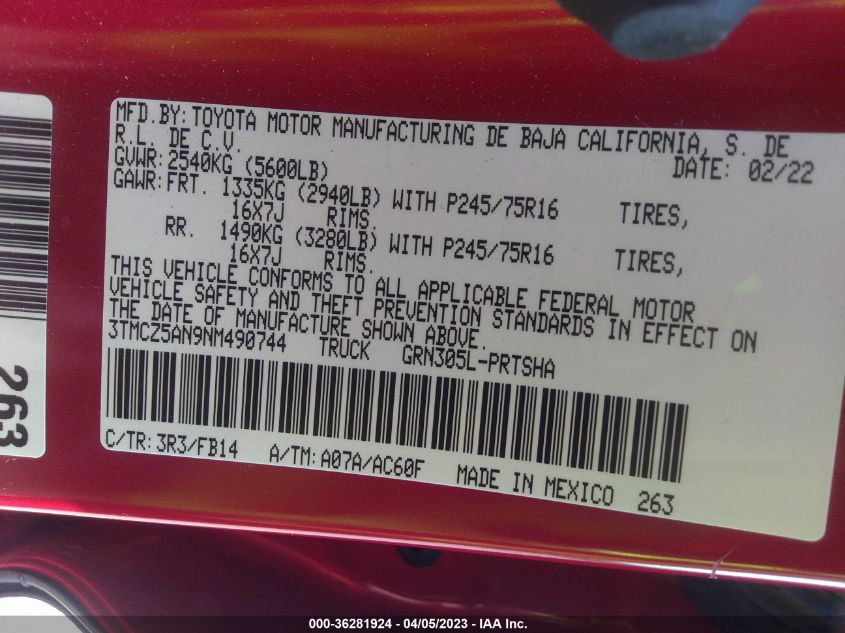 MFD.BY:TOYOTA MOTOR MANUFACTURING DE BAJA CALIFORNIA, S. DE
R.L. DE C.V.
DATE: 02/22
GVWR:2540KG (5600LB)
GAWR:FRT. 1335KG (2940LB) WITH P245/75R16 TIRES,
16X7J RIMS.
RR. 1490KG (3280LB) WITH P245/75R16 TIRES,
16X7J RIMS.
THIS VEHICLE CONFORMS TO ALL APPLICABLE FEDERAL MOTOR
VEHICLE SAFETY AND THEFT PREVENTION STANDARDS IN EFFECT ON
THE DATE OF MANUFACTURE SHOWN ABOVE.
3TMCZ5AN9NM490744 TRUCK GRN305L-PRTSHA
C/TR:3R3/FB14 A/TM:A07A/AC60F MADE IN MEXICO 263
263
000-36281924 - 04/05/2023 - IAA Inc.